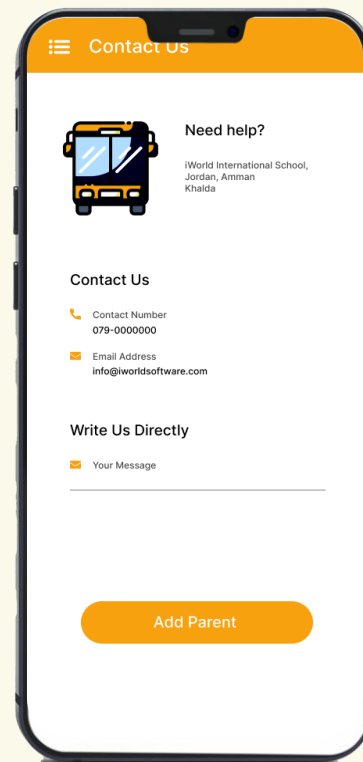 Contact Us
Need help?
iWorld International School,
Jordan, Amman
Khalda
Contact Us
Contact Number
079-0000000
Email Address
info@iworldsoftware.com
Write Us Directly
Your Message
Add Parent